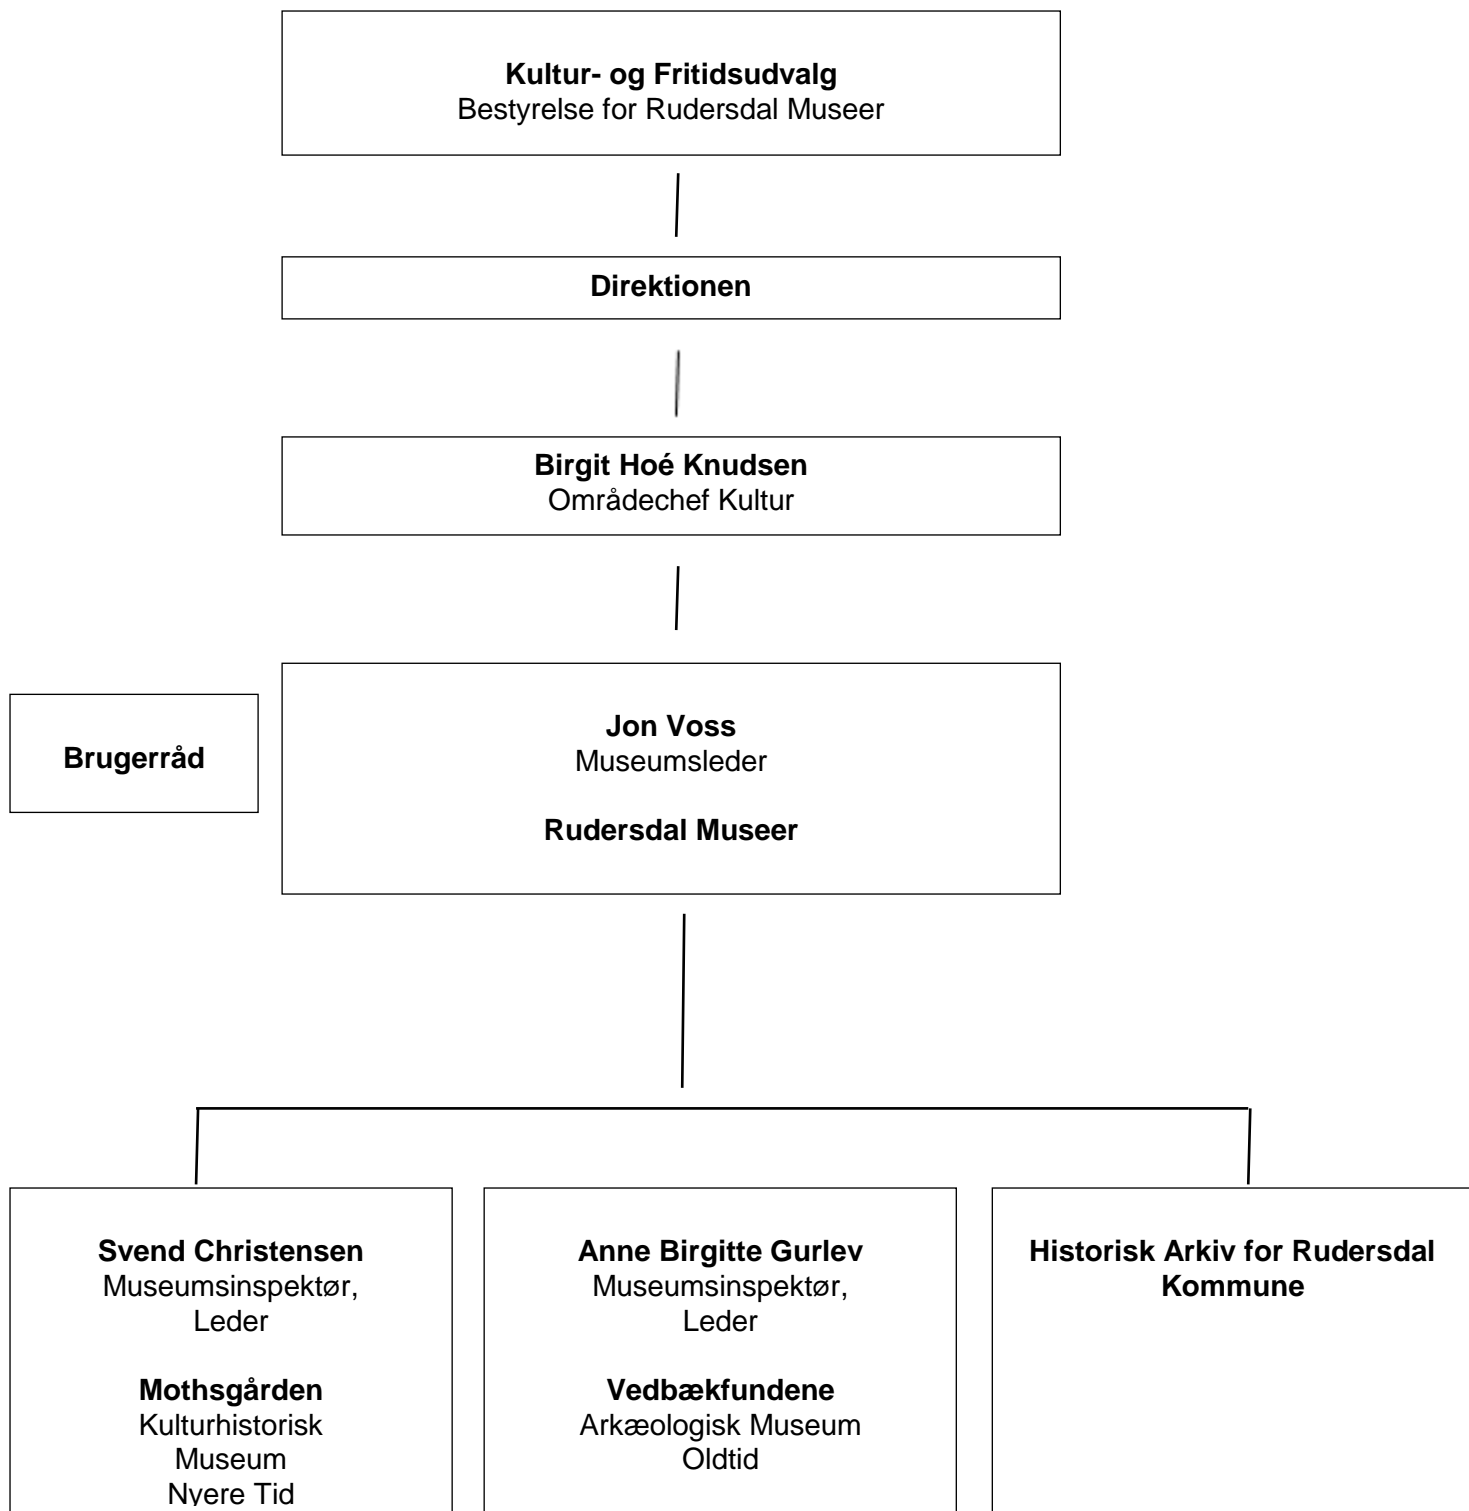 Kultur- og Fritidsudvalg
Bestyrelse for Rudersdal Museer
Direktionen
Birgit Hoé Knudsen
Områdechef Kultur
Brugerråd
Jon Voss
Museumsleder
Rudersdal Museer
Svend Christensen
Museumsinspektør,
Leder
Mothsgården
Kulturhistorisk
Museum
Nyere Tid
Anne Birgitte Gurlev
Museumsinspektør,
Leder
Vedbækfundene
Arkæologisk Museum
Oldtid
Historisk Arkiv for Rudersdal
Kommune